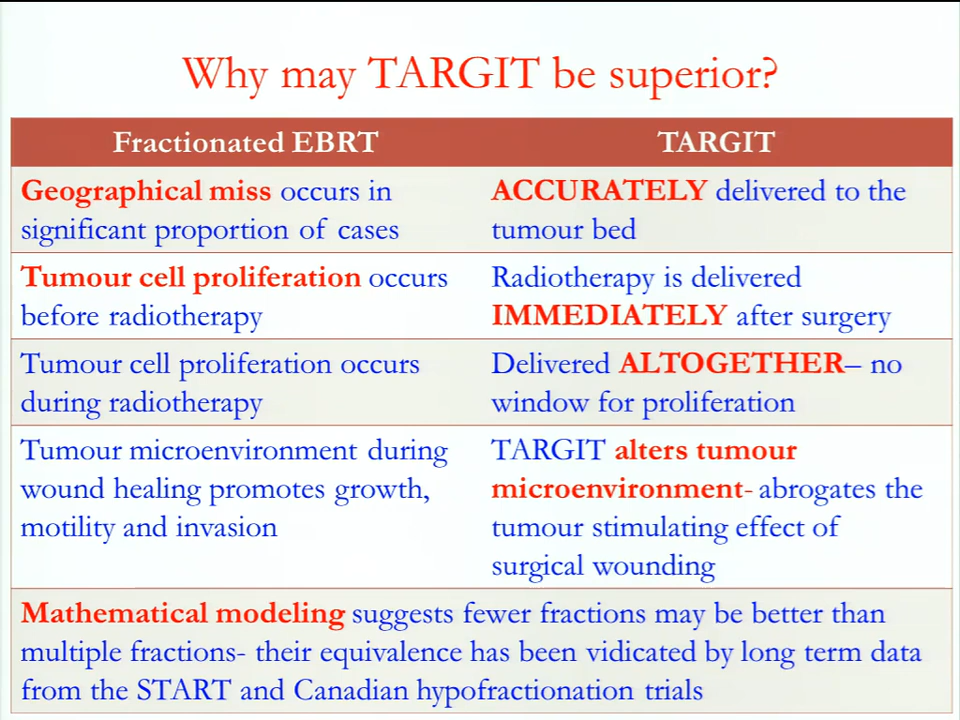 Why may TARGIT be superior?
Fractionated EBRT
TARGIT
Geographical miss occurs in
significant proportion of cases
ACCURATELY delivered to the
tumour bed
Tumour cell proliferation occurs
before radiotherapy
Radiotherapy is delivered
IMMEDIATELY after surgery
Tumour cell proliferation occurs
during radiotherapy
Delivered ALTOGETHER– no
window for proliferation
Tumour microenvironment during
wound healing promotes growth,
motility and invasion
TARGIT alters tumour
microenvironment- abrogates the
tumour stimulating effect of
surgical wounding
Mathematical modeling suggests fewer fractions may be better than
multiple fractions- their equivalence has been vidicated by long term data
from the START and Canadian hypofractionation trials